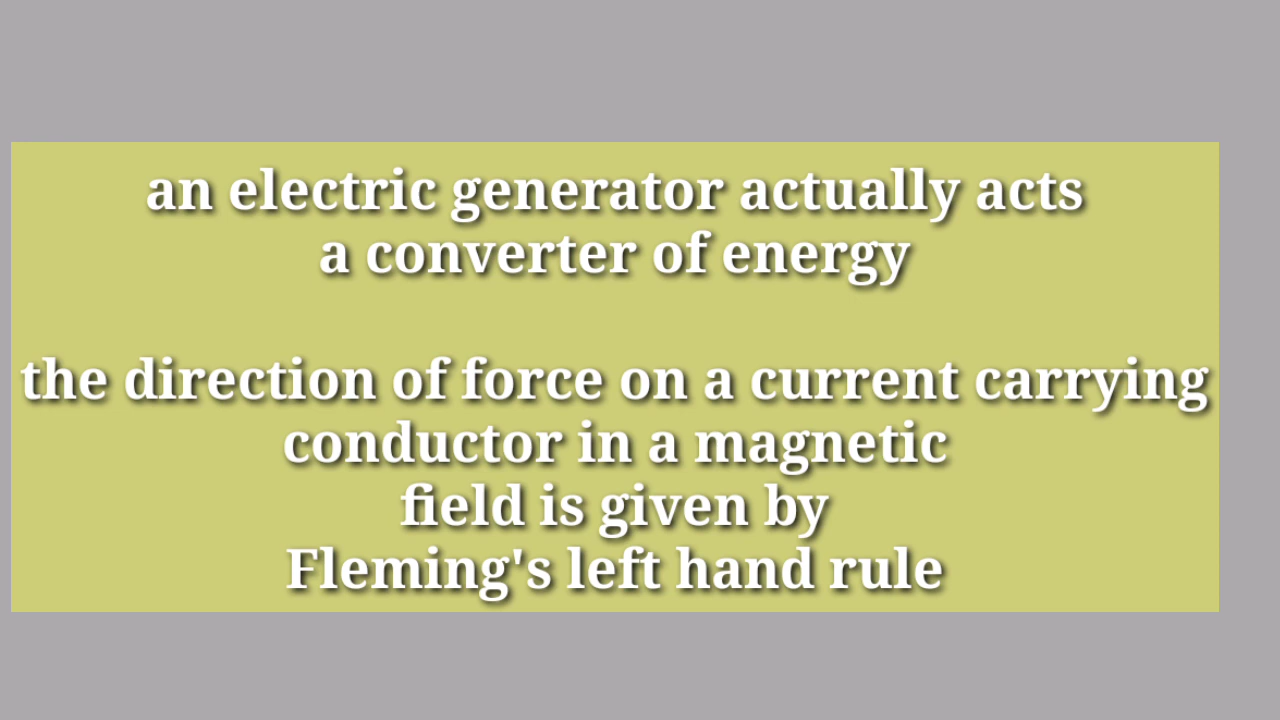 an electric generator actually acts
a converter of energy
the direction of force on a current carrying
conductor in a magnetic
field is given by
Fleming's left hand rule